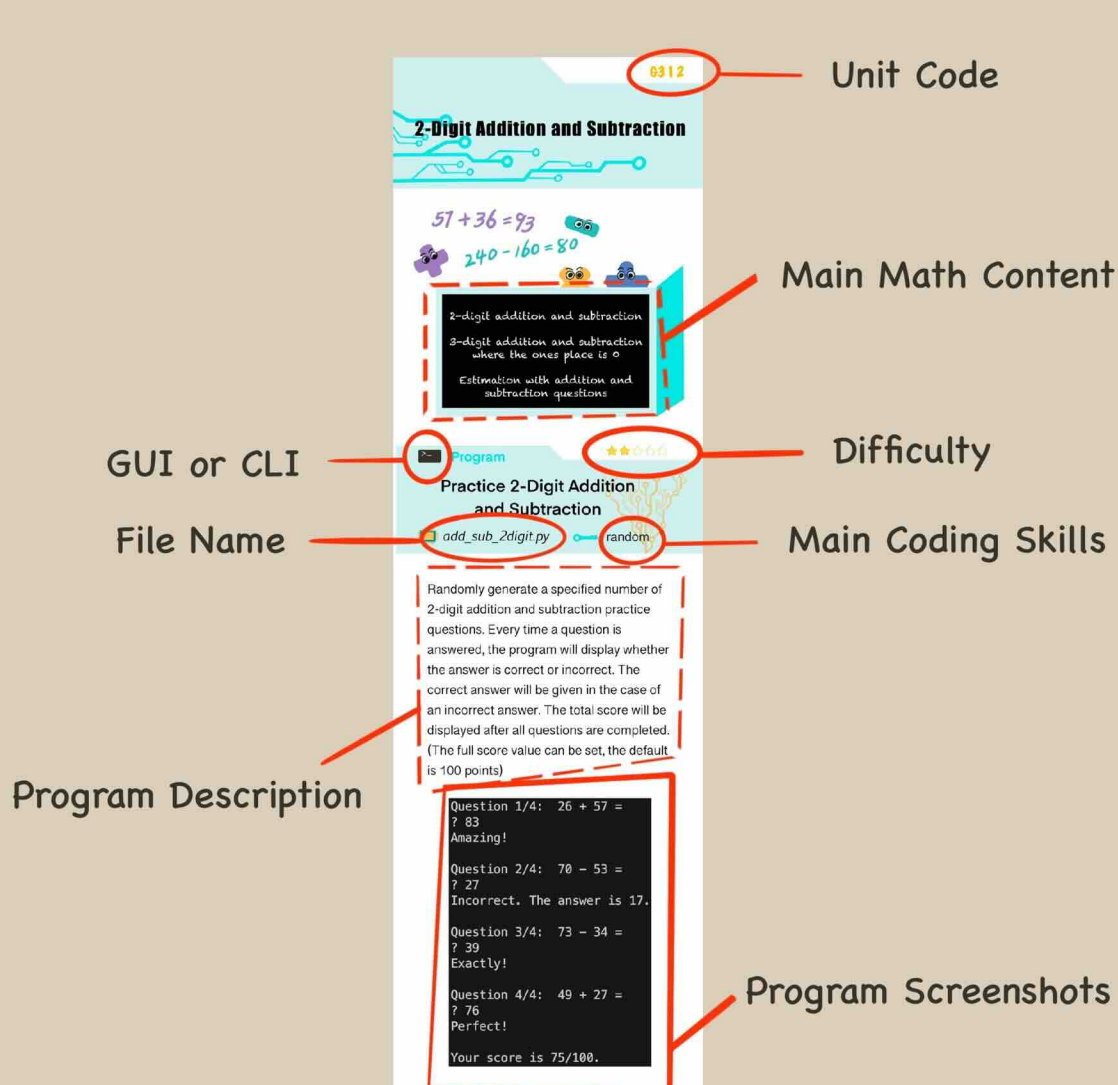 0312
Unit Code
2-Digit Addition and Subtraction
57 + 36 = 93
240 - 160 = 80
Main Math Content
2-digit addition and subtraction
3-digit addition and subtraction
where the ones place is 0
Estimation with addition and
subtraction questions
GUI or CLI
>_ Program
Difficulty
Practice 2-Digit Addition
and Subtraction
File Name
add_sub_2digit.py
random
Main Coding Skills
Randomly generate a specified number of
2-digit addition and subtraction practice
questions. Every time a question is
answered, the program will display whether
the answer is correct or incorrect. The
correct answer will be given in the case of
an incorrect answer. The total score will be
displayed after all questions are completed.
(The full score value can be set, the default
is 100 points)
Program Description
Question 1/4:  26 + 57 =
? 83
Amazing!
Question 2/4:  70 - 53 =
? 27
Incorrect. The answer is 17.
Question 3/4:  73 - 34 =
? 39
Exactly!
Question 4/4:  49 + 27 =
? 76
Perfect!
Your score is 75/100.
Program Screenshots